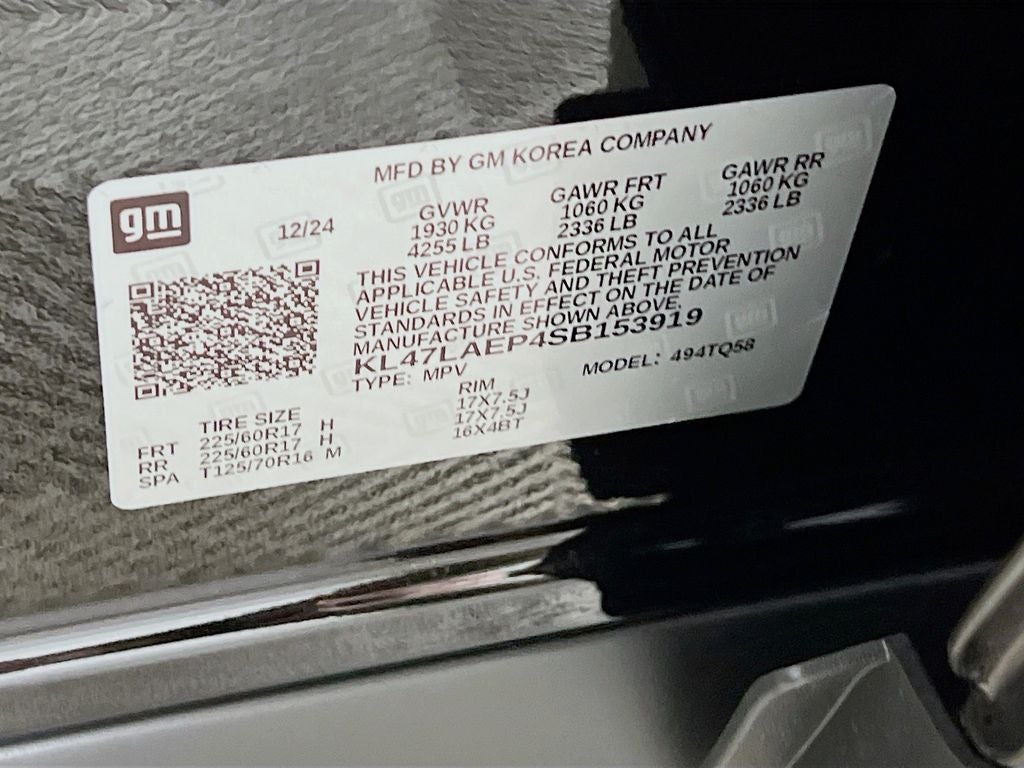 MFD BY GM KOREA COMPANY
gm
12/24
GVWR GAWR FRT GAWR RR
1930 KG 1060 KG 1060 KG
4255 LB 2336 LB 2336 LB
THIS VEHICLE CONFORMS TO ALL
APPLICABLE U.S. FEDERAL MOTOR
VEHICLE SAFETY AND THEFT PREVENTION
STANDARDS IN EFFECT ON THE DATE OF
MANUFACTURE SHOWN ABOVE.
KL47LAEP4SB153919
TYPE: MPV MODEL: 494TQ58
TIRE SIZE RIM
FRT 225/60R17 H 17X7.5J
RR 225/60R17 H 17X7.5J
SPA T125/70R16 M 16X4BT